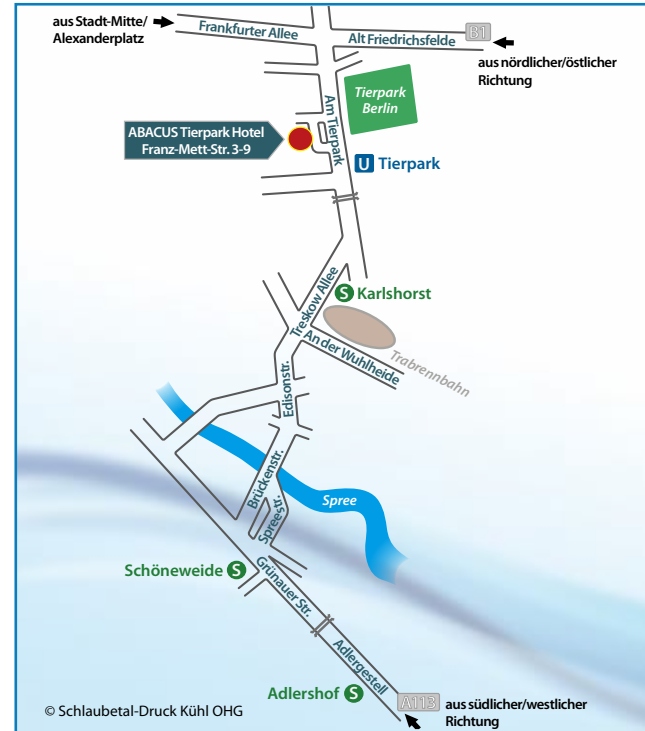 aus Stadt-Mitte/
Alexanderplatz
Frankfurter Allee
Alt Friedrichsfelde
B1
aus nördlicher/östlicher
Richtung
Tierpark
Berlin
Am Tierpark
ABACUS Tierpark Hotel
Franz-Mett-Str. 3-9
U Tierpark
S Karlshorst
Treskow Allee
An der Wuhlheide
Trabrennbahn
Edisonstr.
Brückenstr.
Spreestr.
Spree
Schöneweide S
Grünauer Str.
Adlergestell
Adlershof S
A113
aus südlicher/westlicher
Richtung
© Schlaubetal-Druck Kühl OHG